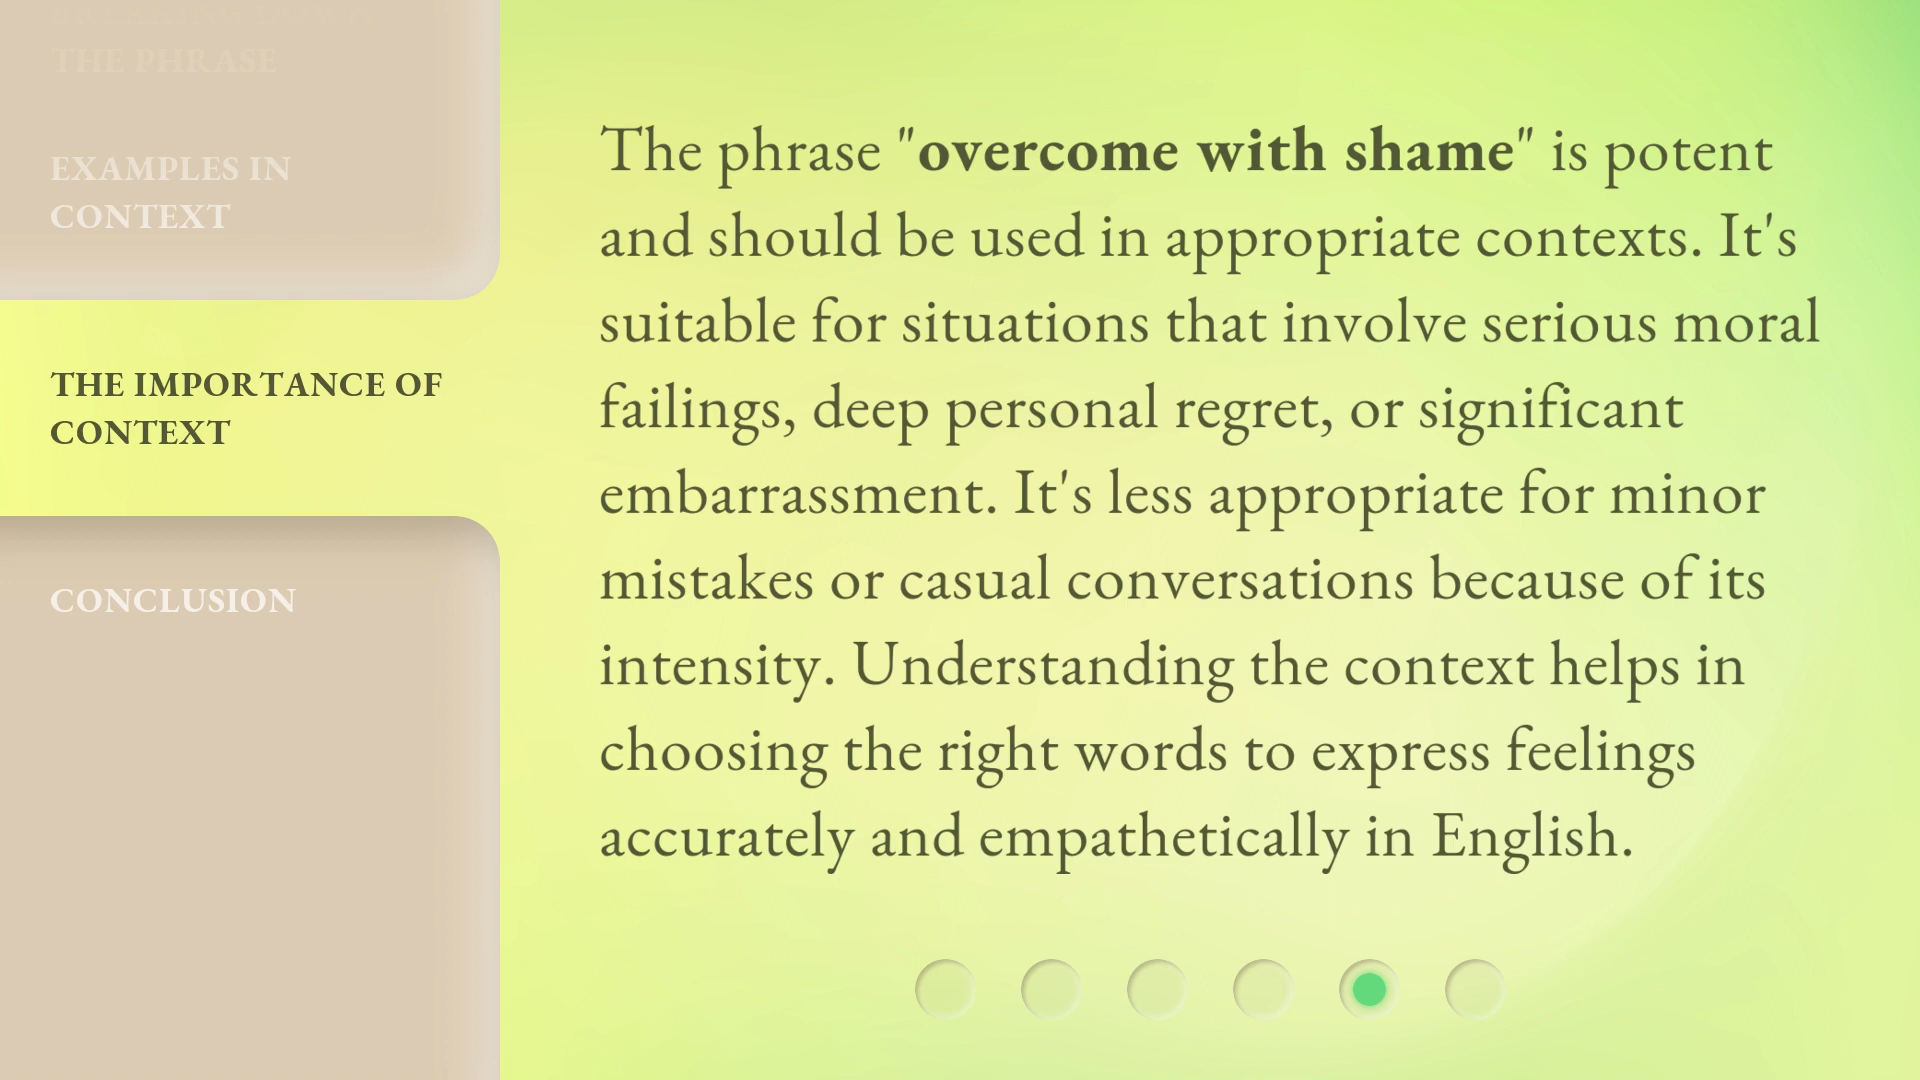 THE PHRASE
EXAMPLES IN
CONTEXT
THE IMPORTANCE OF
CONTEXT
CONCLUSION
The phrase "overcome with shame" is potent
and should be used in appropriate contexts. It's
suitable for situations that involve serious moral
failings, deep personal regret, or significant
embarrassment. It's less appropriate for minor
mistakes or casual conversations because of its
intensity. Understanding the context helps in
choosing the right words to express feelings
accurately and empathetically in English.